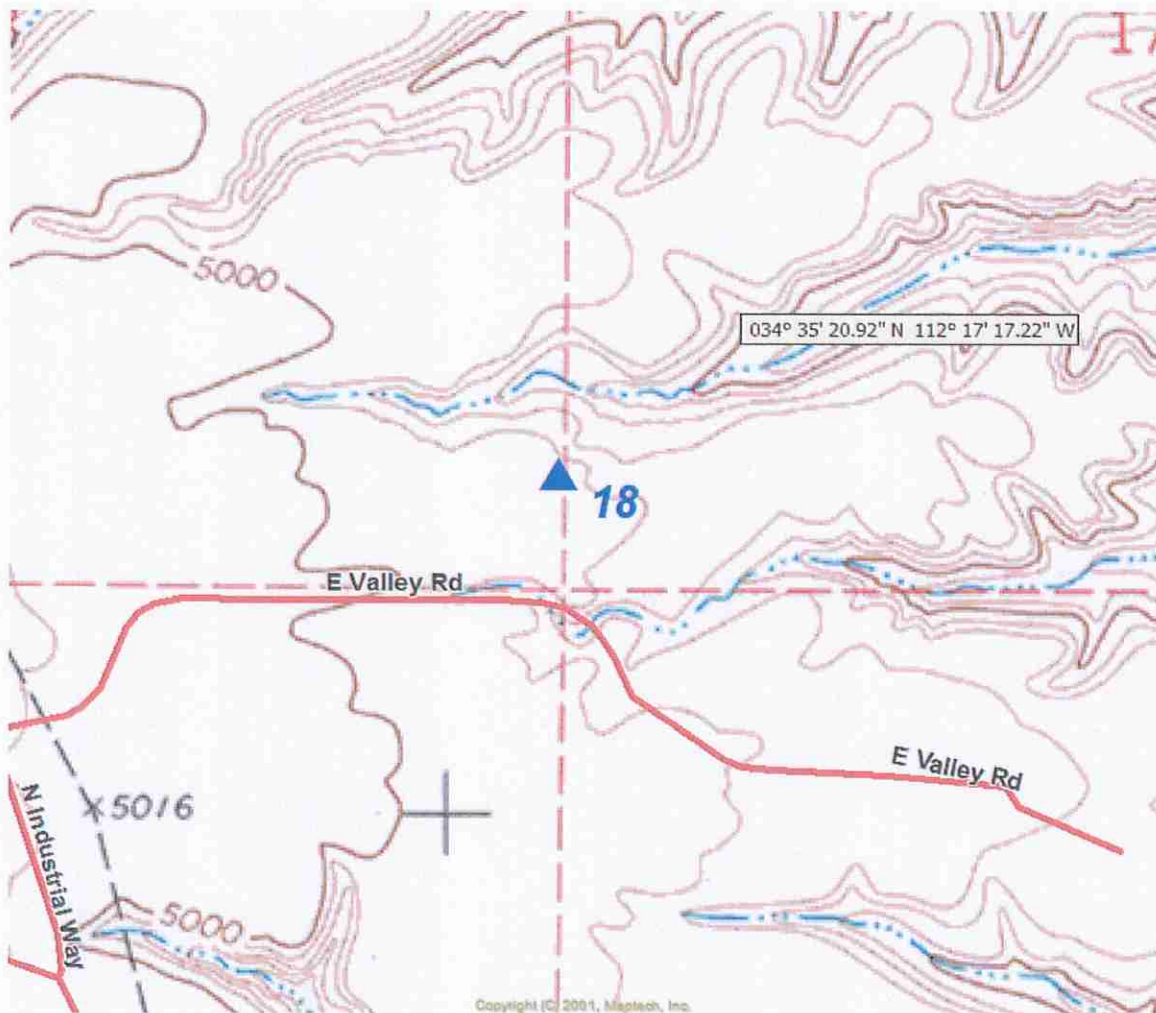 17
5000
034° 35' 20.92" N 112° 17' 17.22" W
18
E Valley Rd
E Valley Rd
5016
N Industrial Way
5000
Copyright (C) 2001, Maptech, Inc.